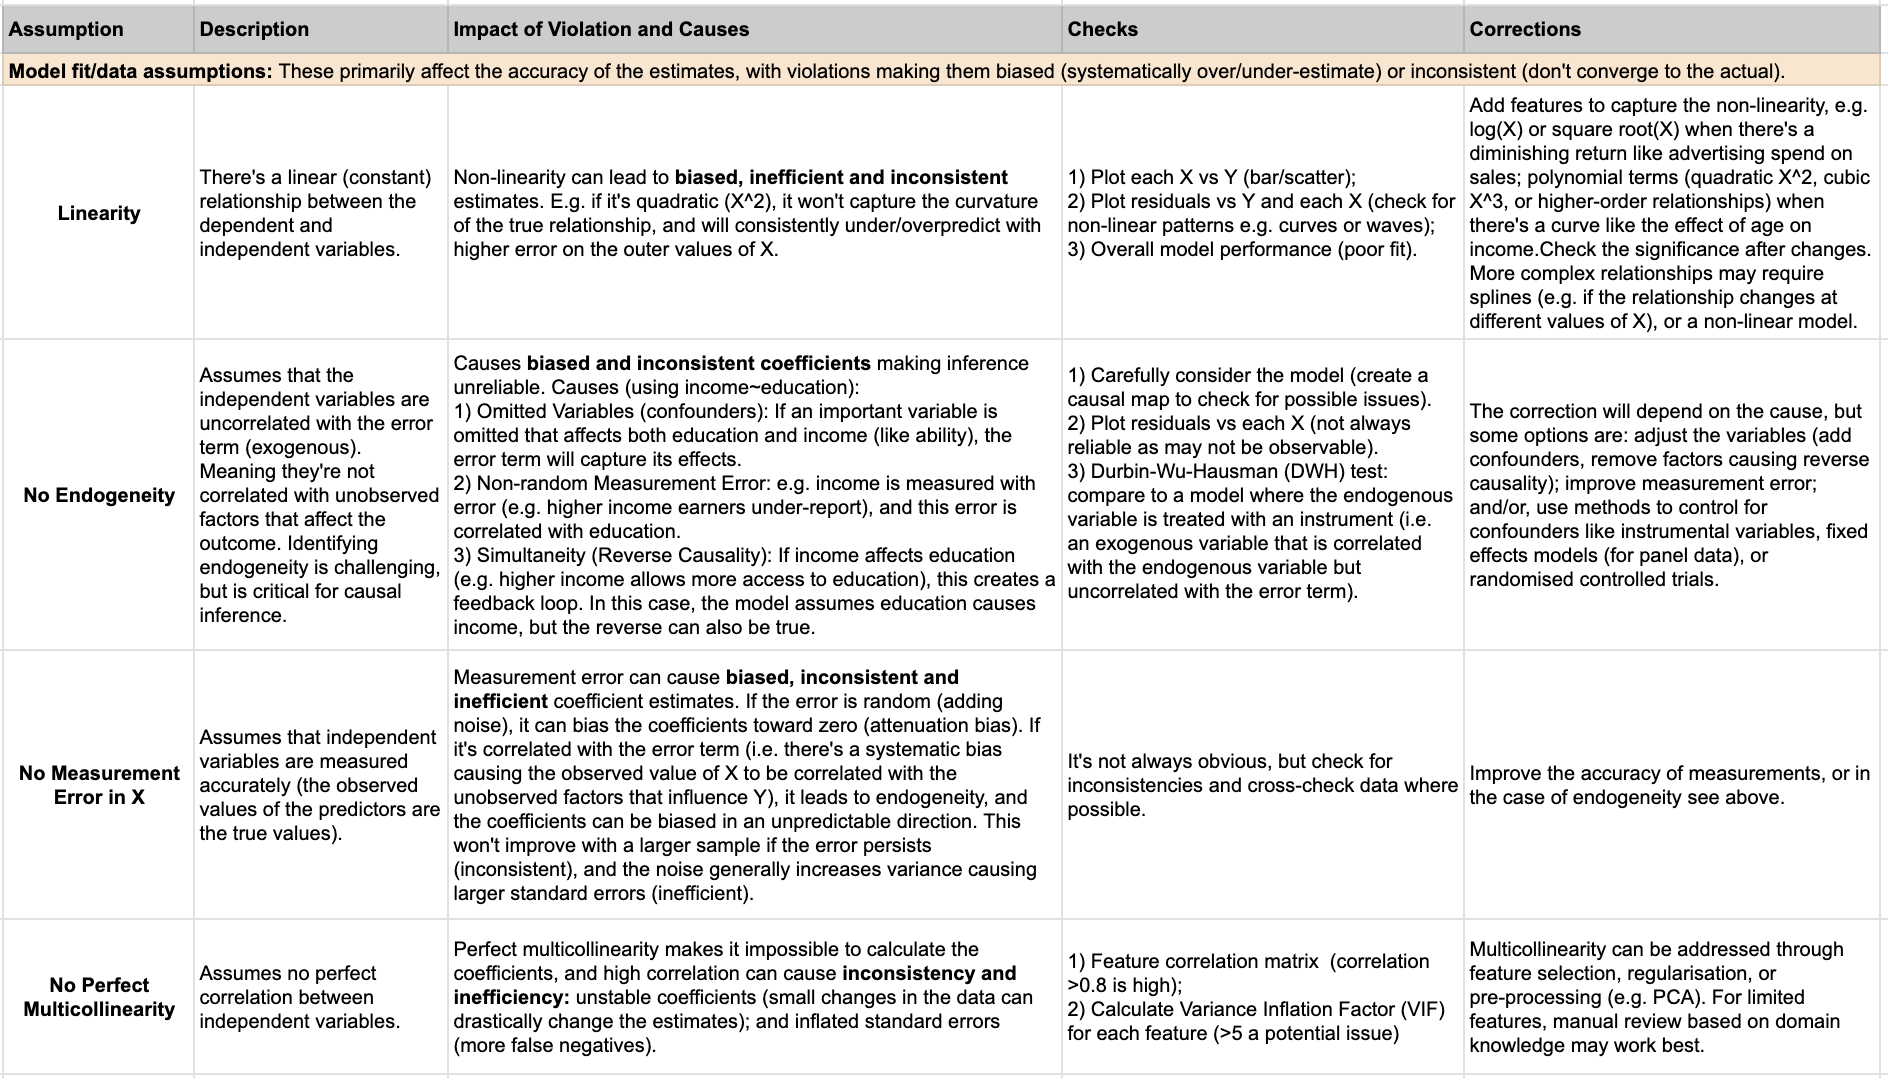 Assumption
Description
Impact of Violation and Causes
Checks
Corrections
Model fit/data assumptions: These primarily affect the accuracy of the estimates, with violations making them biased (systematically over/under-estimate) or inconsistent (don't converge to the actual).
Linearity
There's a linear (constant)
relationship between the
dependent and
independent variables.
Non-linearity can lead to biased, inefficient and inconsistent
estimates. E.g. if it's quadratic (X^2), it won't capture the curvature
of the true relationship, and will consistently under/overpredict with
higher error on the outer values of X.
1) Plot each X vs Y (bar/scatter);
2) Plot residuals vs Y and each X (check for
non-linear patterns e.g. curves or waves);
3) Overall model performance (poor fit).
Add features to capture the non-linearity, e.g.
log(X) or square root(X) when there's a
diminishing return like advertising spend on
sales; polynomial terms (quadratic X^2, cubic
X^3, or higher-order relationships) when
there's a curve like the effect of age on
income.Check the significance after changes.
More complex relationships may require
splines (e.g. if the relationship changes at
different values of X), or a non-linear model.
No Endogeneity
Assumes that the
independent variables are
uncorrelated with the error
term (exogenous).
Meaning they're not
correlated with unobserved
factors that affect the
outcome. Identifying
endogeneity is challenging,
but is critical for causal
inference.
Causes biased and inconsistent coefficients making inference
unreliable. Causes (using income~education):
1) Omitted Variables (confounders): If an important variable is
omitted that affects both education and income (like ability), the
error term will capture its effects.
2) Non-random Measurement Error: e.g. income is measured with
error (e.g. higher income earners under-report), and this error is
correlated with education.
3) Simultaneity (Reverse Causality): If income affects education
(e.g. higher income allows more access to education), this creates a
feedback loop. In this case, the model assumes education causes
income, but the reverse can also be true.
1) Carefully consider the model (create a
causal map to check for possible issues).
2) Plot residuals vs each X (not always
reliable as may not be observable).
3) Durbin-Wu-Hausman (DWH) test:
compare to a model where the endogenous
variable is treated with an instrument (i.e.
an exogenous variable that is correlated
with the endogenous variable but
uncorrelated with the error term).
The correction will depend on the cause, but
some options are: adjust the variables (add
confounders, remove factors causing reverse
causality); improve measurement error;
and/or, use methods to control for
confounders like instrumental variables, fixed
effects models (for panel data), or
randomised controlled trials.
No Measurement
Error in X
Assumes that independent
variables are measured
accurately (the observed
values of the predictors are
the true values).
Measurement error can cause biased, inconsistent and
inefficient coefficient estimates. If the error is random (adding
noise), it can bias the coefficients toward zero (attenuation bias). If
it's correlated with the error term (i.e. there's a systematic bias
causing the observed value of X to be correlated with the
unobserved factors that influence Y), it leads to endogeneity, and
the coefficients can be biased in an unpredictable direction. This
won't improve with a larger sample if the error persists
(inconsistent), and the noise generally increases variance causing
larger standard errors (inefficient).
It's not always obvious, but check for
inconsistencies and cross-check data where
possible.
Improve the accuracy of measurements, or in
the case of endogeneity see above.
No Perfect
Multicollinearity
Assumes no perfect
correlation between
independent variables.
Perfect multicollinearity makes it impossible to calculate the
coefficients, and high correlation can cause inconsistency and
inefficiency: unstable coefficients (small changes in the data can
drastically change the estimates); and inflated standard errors
(more false negatives).
1) Feature correlation matrix  (correlation
>0.8 is high);
2) Calculate Variance Inflation Factor (VIF)
for each feature (>5 a potential issue)
Multicollinearity can be addressed through
feature selection, regularisation, or
pre-processing (e.g. PCA). For limited
features, manual review based on domain
knowledge may work best.